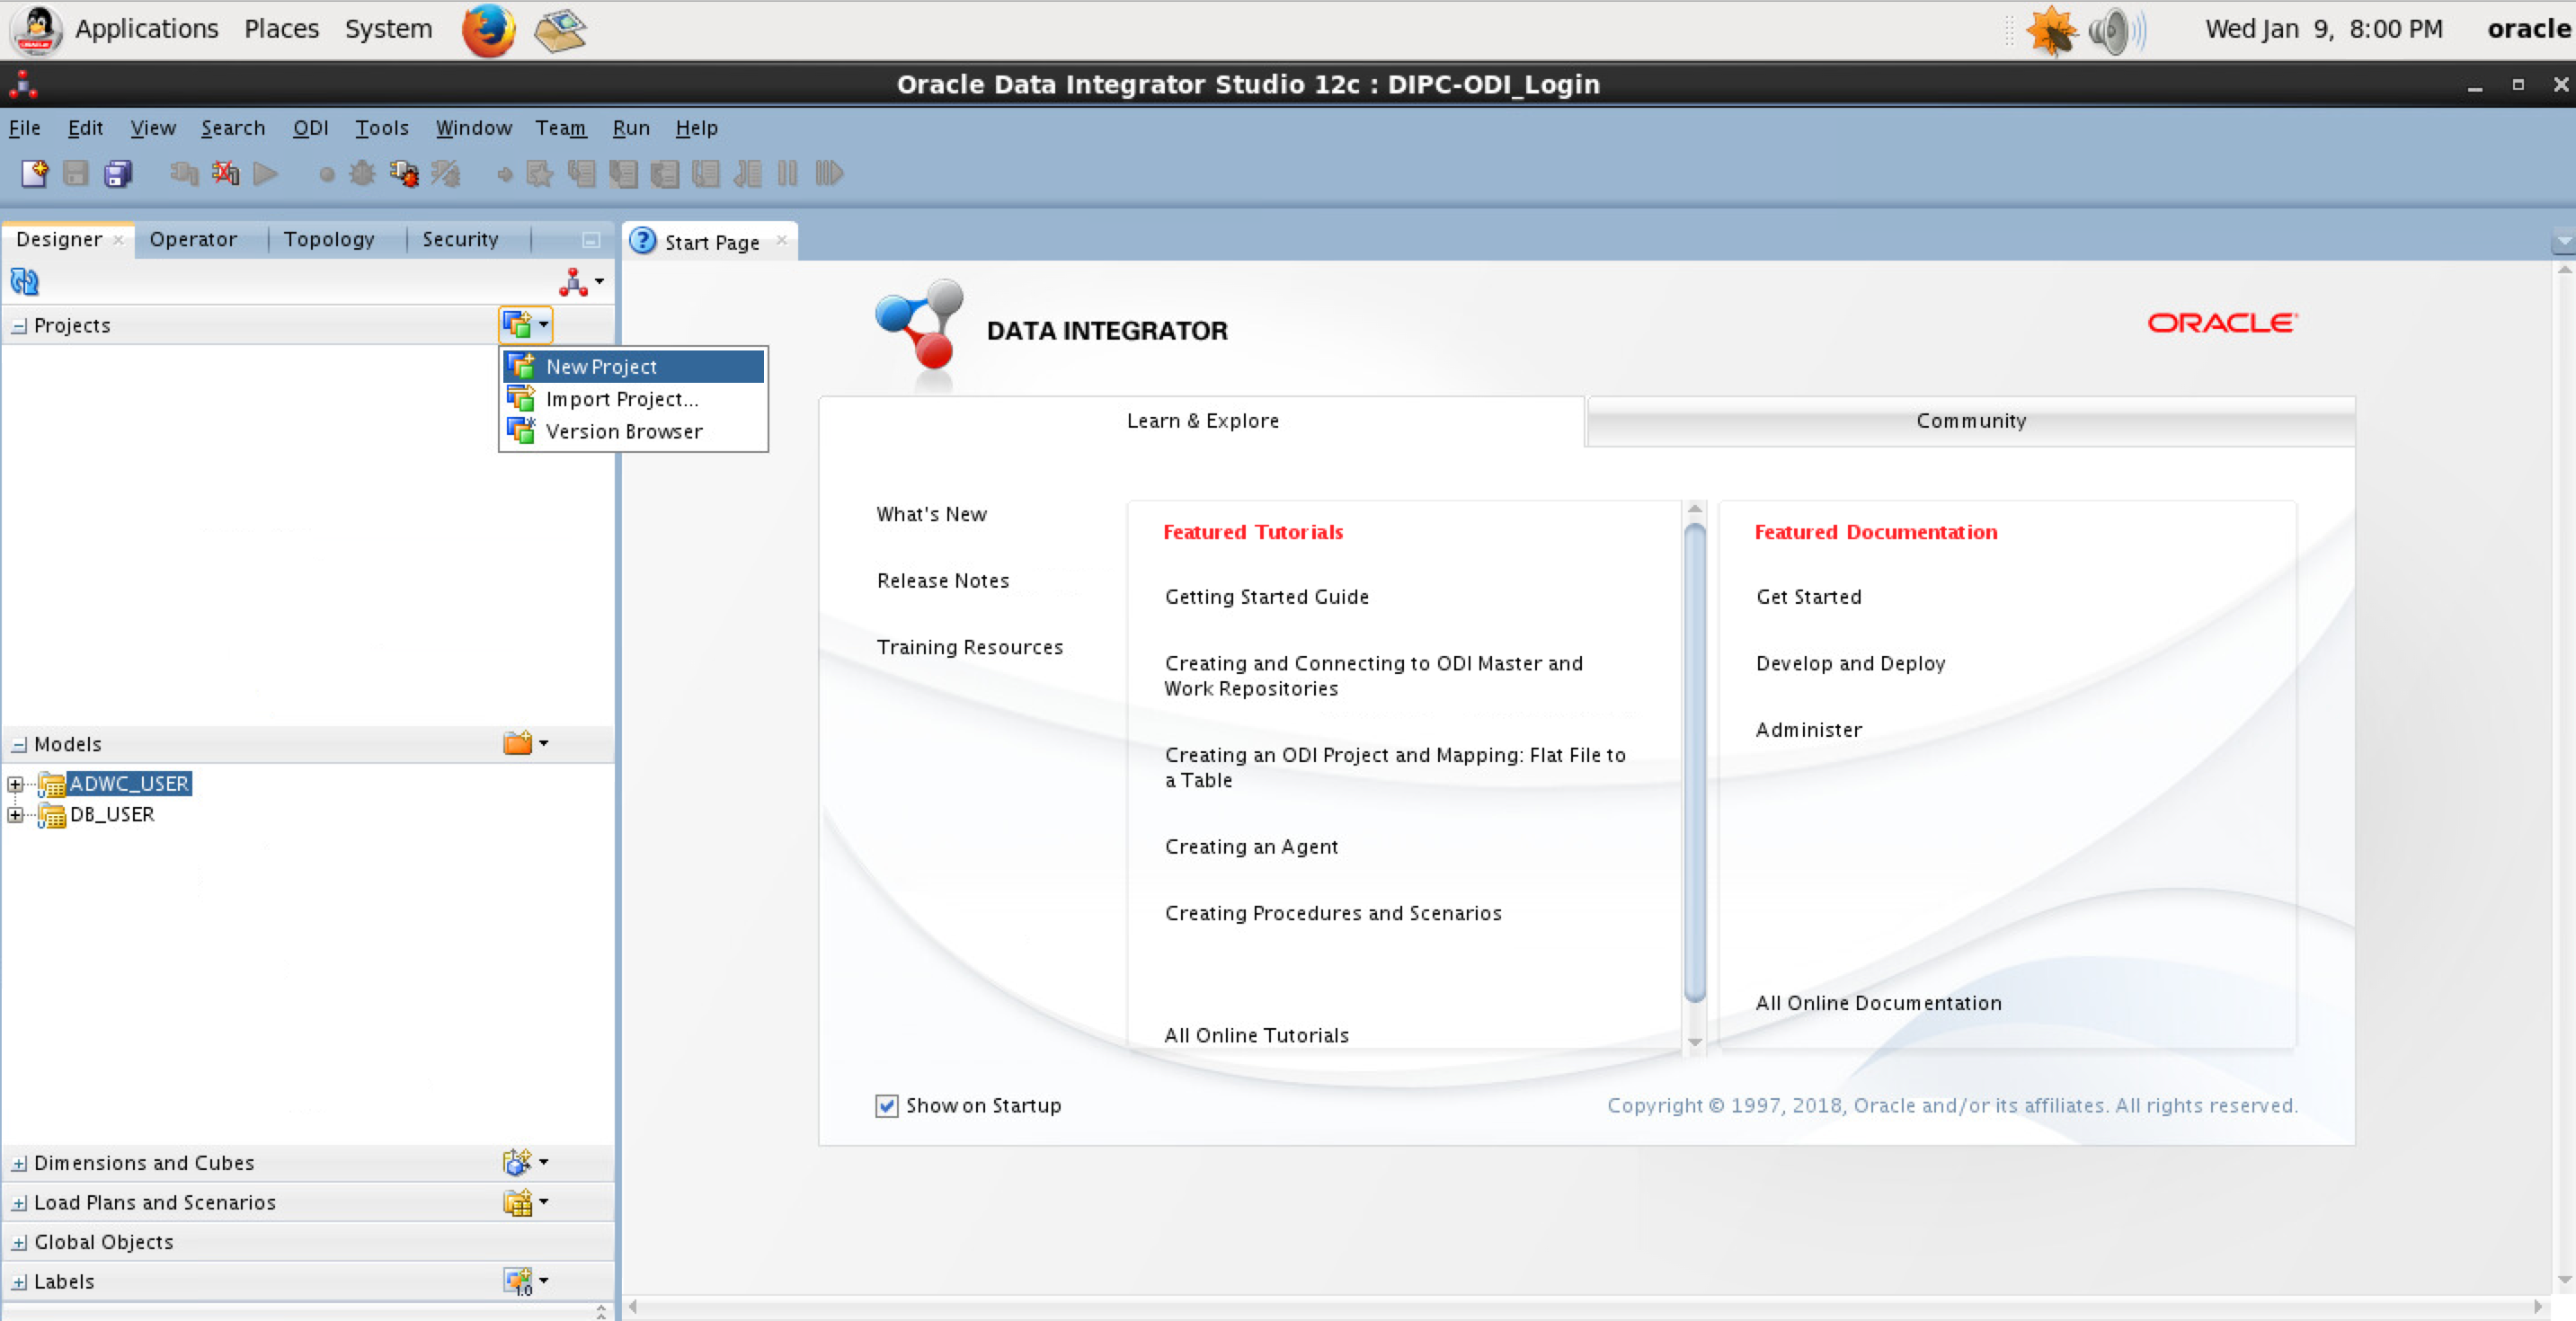 Applications Places System Wed Jan 9, 8:00 PM oracle
Oracle Data Integrator Studio 12c : DIPC-ODI_Login
File Edit View Search ODI Tools Window Team Run Help
Designer Operator Topology Security
Start Page
Projects
New Project
Import Project...
Version Browser
Models
ADWC_USER
DB_USER
Dimensions and Cubes
Load Plans and Scenarios
Global Objects
Labels
1.0
DATA INTEGRATOR
ORACLE
Learn & Explore
Community
What's New
Release Notes
Training Resources
Featured Tutorials
Getting Started Guide
Creating and Connecting to ODI Master and
Work Repositories
Creating an ODI Project and Mapping: Flat File to
a Table
Creating an Agent
Creating Procedures and Scenarios
All Online Tutorials
Featured Documentation
Get Started
Develop and Deploy
Administer
All Online Documentation
Show on Startup
Copyright © 1997, 2018, Oracle and/or its affiliates. All rights reserved.